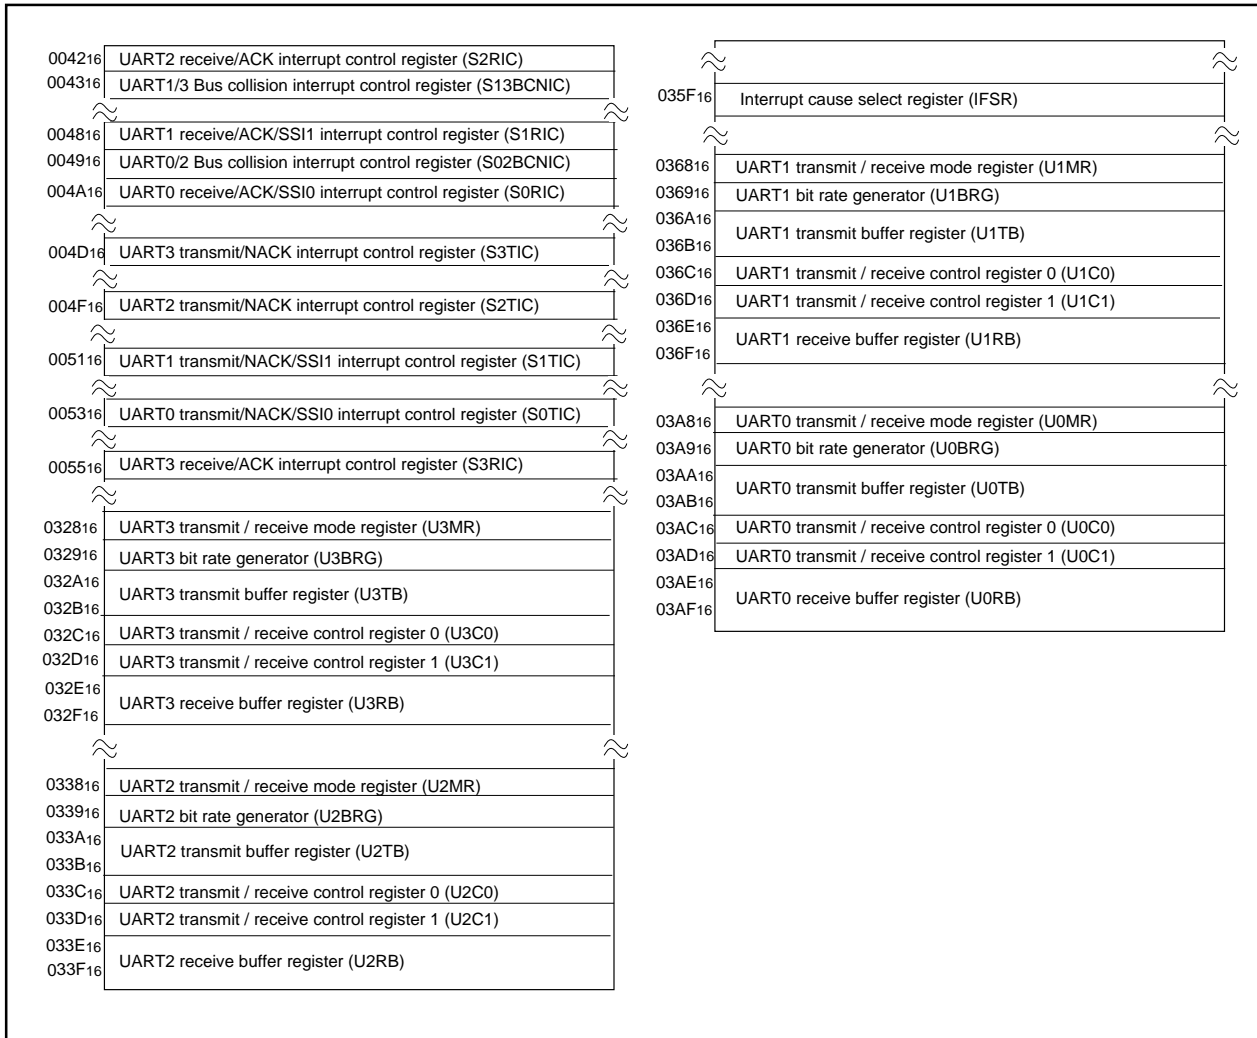 004216 UART2 receive/ACK interrupt control register (S2RIC)
004316 UART1/3 Bus collision interrupt control register (S13BCNIC)
004816 UART1 receive/ACK/SSI1 interrupt control register (S1RIC)
004916 UART0/2 Bus collision interrupt control register (S02BCNIC)
004A16 UART0 receive/ACK/SSI0 interrupt control register (S0RIC)
004D16 UART3 transmit/NACK interrupt control register (S3TIC)
004F16 UART2 transmit/NACK interrupt control register (S2TIC)
005116 UART1 transmit/NACK/SSI1 interrupt control register (S1TIC)
005316 UART0 transmit/NACK/SSI0 interrupt control register (S0TIC)
005516 UART3 receive/ACK interrupt control register (S3RIC)
032816 UART3 transmit / receive mode register (U3MR)
032916 UART3 bit rate generator (U3BRG)
032A16
UART3 transmit buffer register (U3TB)
032B16
032C16 UART3 transmit / receive control register 0 (U3C0)
032D16 UART3 transmit / receive control register 1 (U3C1)
032E16
UART3 receive buffer register (U3RB)
032F16
033816 UART2 transmit / receive mode register (U2MR)
033916 UART2 bit rate generator (U2BRG)
033A16
UART2 transmit buffer register (U2TB)
033B16
033C16 UART2 transmit / receive control register 0 (U2C0)
033D16 UART2 transmit / receive control register 1 (U2C1)
033E16
UART2 receive buffer register (U2RB)
033F16
035F16 Interrupt cause select register (IFSR)
036816 UART1 transmit / receive mode register (U1MR)
036916 UART1 bit rate generator (U1BRG)
036A16
UART1 transmit buffer register (U1TB)
036B16
036C16 UART1 transmit / receive control register 0 (U1C0)
036D16 UART1 transmit / receive control register 1 (U1C1)
036E16
UART1 receive buffer register (U1RB)
036F16
03A816 UART0 transmit / receive mode register (U0MR)
03A916 UART0 bit rate generator (U0BRG)
03AA16
UART0 transmit buffer register (U0TB)
03AB16
03AC16 UART0 transmit / receive control register 0 (U0C0)
03AD16 UART0 transmit / receive control register 1 (U0C1)
03AE16
UART0 receive buffer register (U0RB)
03AF16